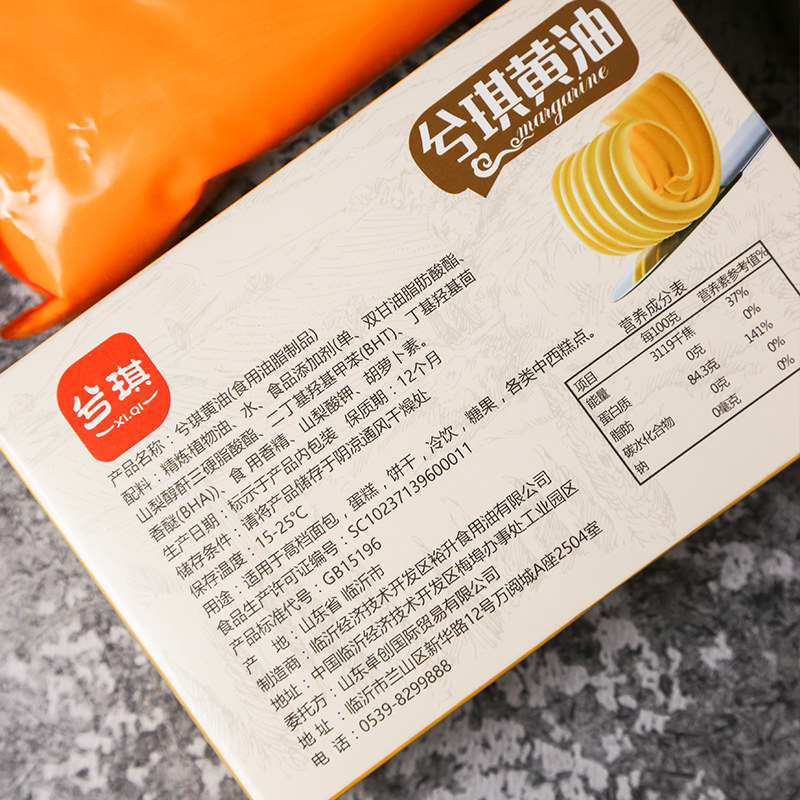 兮琪黄油
margarine
兮琪
XI.QI
产品名称：兮琪黄油(食用油脂制品)
配料：精炼植物油、水、食品添加剂(单、双甘油脂肪酸酯、
山梨醇酐三硬脂酸酯、二丁基羟基甲苯(BHT)、丁基羟基茴
香醚(BHA))、食用香精、山梨酸钾、胡萝卜素。
生产日期：标示于产品内包装 保质期：12个月
储存条件：请将产品储存于阴凉通风干燥处
保存温度：15-25℃
用途：适用于高档面包，蛋糕，饼干，冷饮，糖果，各类中西糕点。
食品生产许可证编号：SC10237139600011
产品标准代号：GB15196
产 地：山东省 临沂市
制造商：临沂经济技术开发区裕升食用油有限公司
地址：中国临沂经济技术开发区梅埠办事处工业园区
委托方：山东卓创国际贸易有限公司
地址：临沂市兰山区新华路12号万阅城A座2504室
电话：0539-8299888
营养成分表
项目 每100克 营养素参考值%
能量 3119千焦 37%
蛋白质 0克 0%
脂肪 84.3克 141%
碳水化合物 0克 0%
钠 0毫克